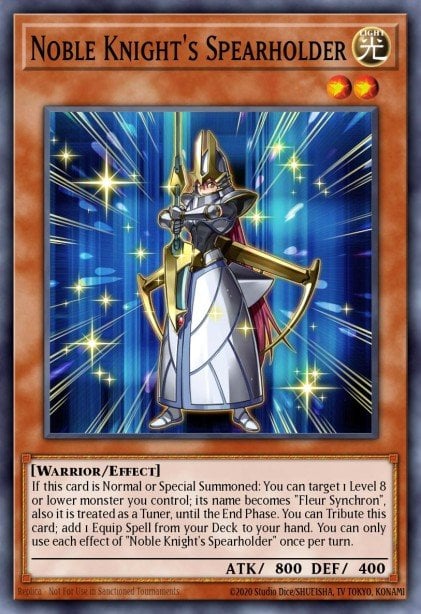 Noble Knight's Spearholder
LIGHT
光
[Warrior/Effect]
If this card is Normal or Special Summoned: You can target 1 Level 8
or lower monster you control; its name becomes "Fleur Synchron",
also it is treated as a Tuner, until the End Phase. You can Tribute this
card; add 1 Equip Spell from your Deck to your hand. You can only
use each effect of "Noble Knight's Spearholder" once per turn.
ATK/ 800 DEF/ 400
Replica - Not For Use in Sanctioned Tournaments
©2020 Studio Dice/SHUEISHA, TV TOKYO, KONAMI